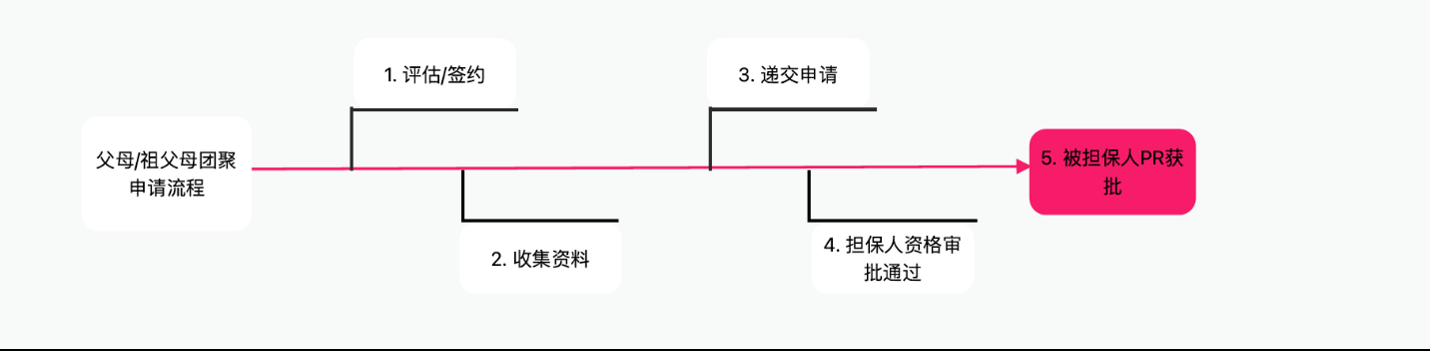 父母/祖父母团聚
申请流程
1. 评估/签约
2. 收集资料
3. 递交申请
4. 担保人资格审
批通过
5. 被担保人PR获
批